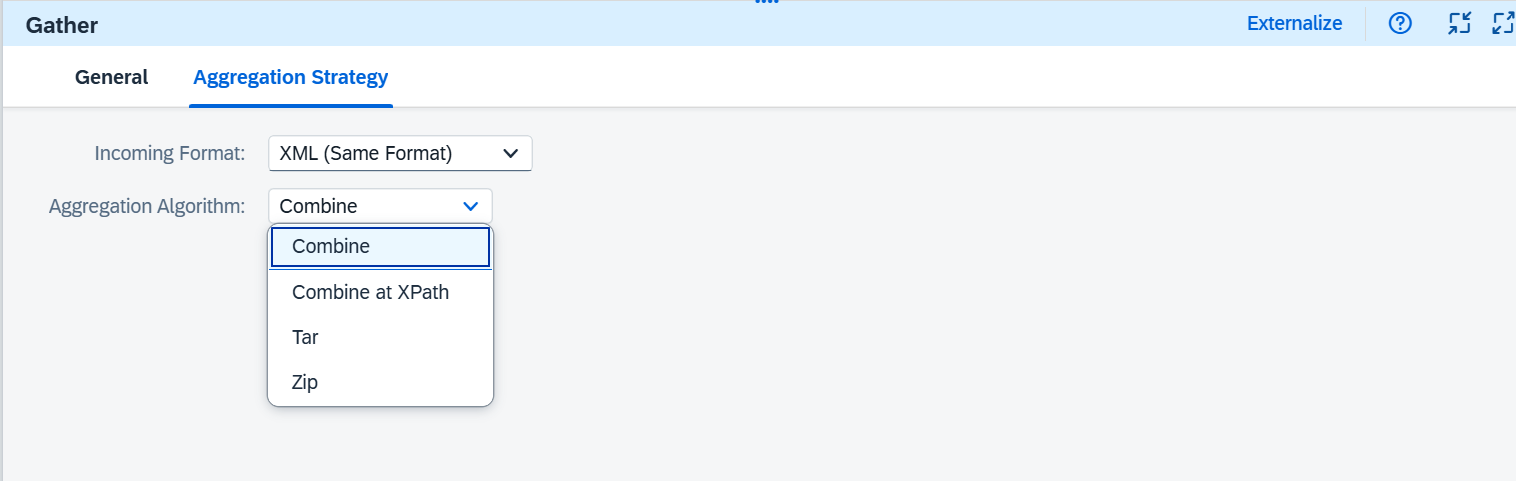 Gather
Externalize
General
Aggregation Strategy
Incoming Format:
XML (Same Format)
Aggregation Algorithm:
Combine
Combine
Combine at XPath
Tar
Zip